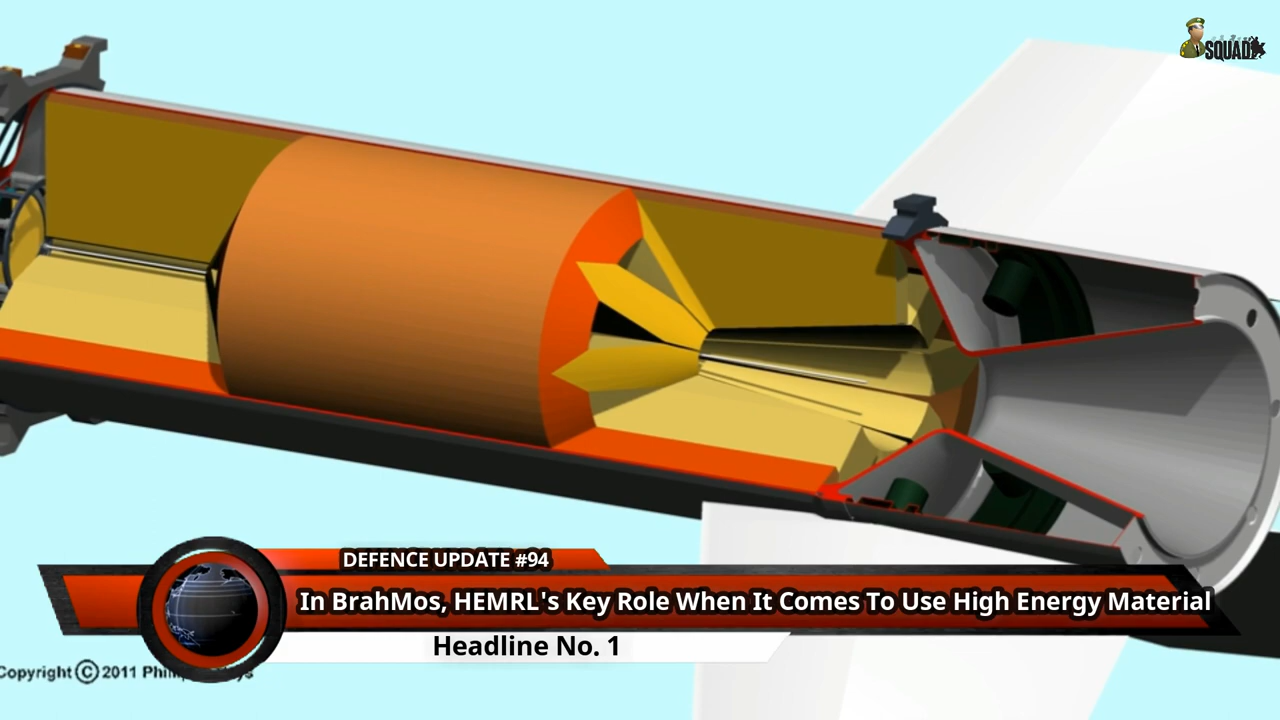 SQUAD
DEFENCE UPDATE #94
In BrahMos, HEMRL's Key Role When It Comes To Use High Energy Material
Headline No. 1
Copyright © 2011